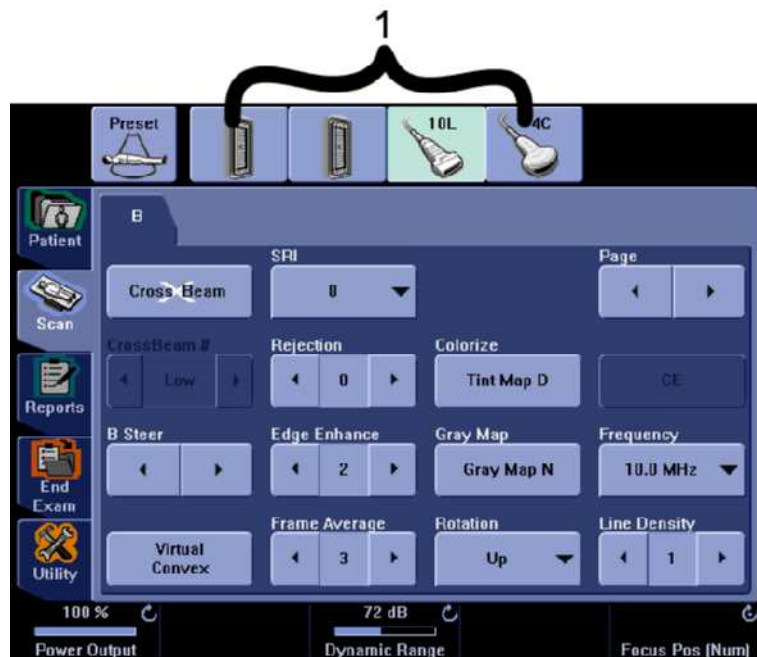 1
Preset
10L
4C
Patient
B
Cross Beam
SRI
0
Page
Scan
CrossBeam #
Low
Rejection
0
Colorize
Tint Map D
CE
Reports
B Steer
Edge Enhance
2
Gray Map
Gray Map N
Frequency
10.0 MHz
End
Exam
Virtual
Convex
Frame Average
3
Rotation
Up
Line Density
1
Utility
100 %
72 dB
Power Output
Dynamic Range
Focus Pos (Num)